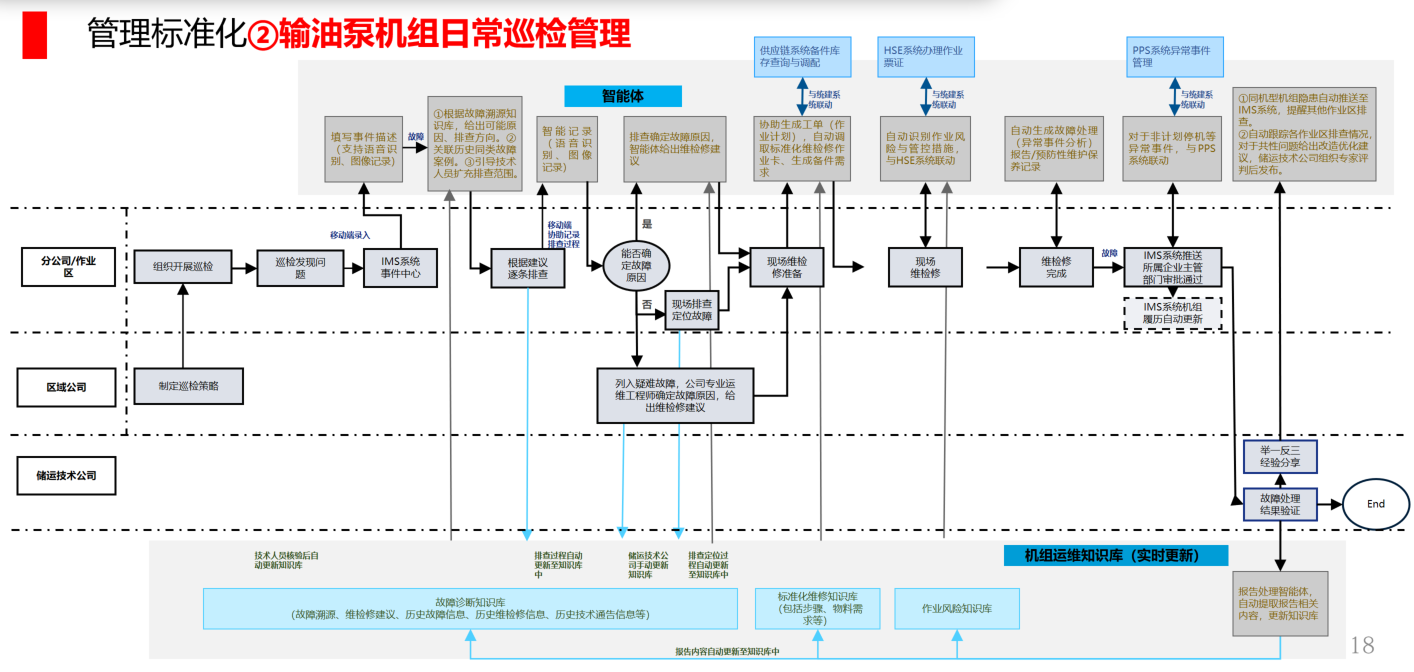 管理标准化②输油泵机组日常巡检管理
供应链系统备件库
存查询与调配
HSE系统办理作业
票证
PPS系统异常事件
管理
智能体
与统建系
统联动
与统建系
统联动
与统建系
统联动
填写事件描述
（支持语音识
别、图像记录）
故障
①根据故障溯源知
识库，给出可能原
因、排查方向。②
关联历史同类故障
案例。③引导技术
人员扩充排查范围。
智能记录
（语音识
别、图像
记录）
排查确定故障原因，
智能体给出维检修建
议
协助生成工单（作
业计划），自动调
取标准化维检修作
业卡、生成备件需
求
自动识别作业风
险与管控措施，
与HSE系统联动
自动生成故障处理
（异常事件分析）
报告/预防性维护保
养记录
对于非计划停机等
异常事件，与PPS
系统联动
①同机型机组隐患自动推送至
IMS系统，提醒其他作业区排
查。
②自动跟踪各作业区排查情况，
对于共性问题给出改造优化建
议，储运技术公司组织专家评
判后发布。
移动端录入
移动端
协助记录
排查过程
是
分公司/作业
区
组织开展巡检
巡检发现问
题
IMS系统
事件中心
根据建议
逐条排查
能否确
定故障
原因
否
现场排查
定位故障
现场维检
修准备
现场
维检修
维检修
完成
故障
IMS系统推送
所属企业主管
部门审批通过
IMS系统机组
履历自动更新
区域公司
制定巡检策略
列入疑难故障，公司专业运
维工程师确定故障原因，给
出维检修建议
储运技术公司
举一反三
经验分享
故障处理
结果验证
End
机组运维知识库（实时更新）
技术人员核验后自
动更新知识库
排查过程自动
更新至知识库
中
储运技术公
司手动更新
知识库
排查定位过
程自动更新
至知识库中
故障诊断知识库
（故障溯源、维检修建议、历史故障信息、历史维检修信息、历史技术通告信息等）
标准化维修知识库
（包括步骤、物料需
求等）
作业风险知识库
报告处理智能体，
自动提取报告相关
内容，更新知识库
报告内容自动更新至知识库中
18